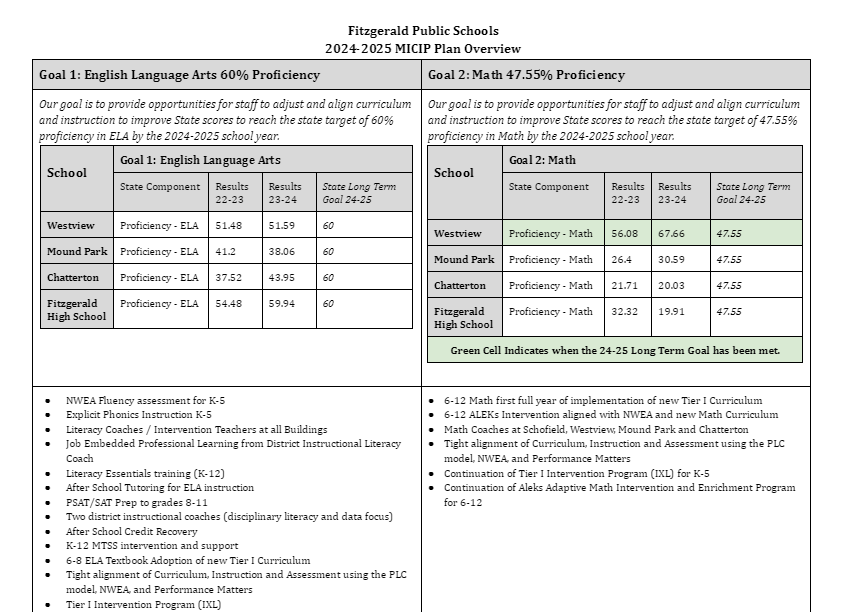 Fitzgerald Public Schools
2024-2025 MICIP Plan Overview
Goal 1: English Language Arts 60% Proficiency
Our goal is to provide opportunities for staff to adjust and align curriculum
and instruction to improve State scores to reach the state target of 60%
proficiency in ELA by the 2024-2025 school year.
School
Goal 1: English Language Arts
State Component
Results
22-23
Results
23-24
State Long Term
Goal 24-25
Westview Proficiency - ELA 51.48 51.59 60
Mound Park Proficiency - ELA 41.2 38.06 60
Chatterton Proficiency - ELA 37.52 43.95 60
Fitzgerald Proficiency - ELA 54.48 59.94 60
High School
Goal 2: Math 47.55% Proficiency
Our goal is to provide opportunities for staff to adjust and align curriculum
and instruction to improve State scores to reach the state target of 47.55%
proficiency in Math by the 2024-2025 school year.
School
Goal 2: Math
State Component
Results
22-23
Results
23-24
State Long Term
Goal 24-25
Westview Proficiency - Math 56.08 67.66 47.55
Mound Park Proficiency - Math 26.4 30.59 47.55
Chatterton Proficiency - Math 21.71 20.03 47.55
Fitzgerald Proficiency - Math 32.32 19.91 47.55
High School
Green Cell Indicates when the 24-25 Long Term Goal has been met.
● NWEA Fluency assessment for K-5
● Explicit Phonics Instruction K-5
● Literacy Coaches / Intervention Teachers at all Buildings
● Job Embedded Professional Learning from District Instructional Literacy
Coach
● Literacy Essentials training (K-12)
● After School Tutoring for ELA instruction
● PSAT/SAT Prep to grades 8-11
● Two district instructional coaches (disciplinary literacy and data focus)
● After School Credit Recovery
● K-12 MTSS intervention and support
● 6-8 ELA Textbook Adoption of new Tier I Curriculum
● Tight alignment of Curriculum, Instruction and Assessment using the PLC
model, NWEA, and Performance Matters
● Tier I Intervention Program (IXL)
● 6-12 Math first full year of implementation of new Tier I Curriculum
● 6-12 ALEKs Intervention aligned with NWEA and new Math Curriculum
● Math Coaches at Schofield, Westview, Mound Park and Chatterton
● Tight alignment of Curriculum, Instruction and Assessment using the PLC
model, NWEA, and Performance Matters
● Continuation of Tier I Intervention Program (IXL) for K-5
● Continuation of Aleks Adaptive Math Intervention and Enrichment Program
for 6-12